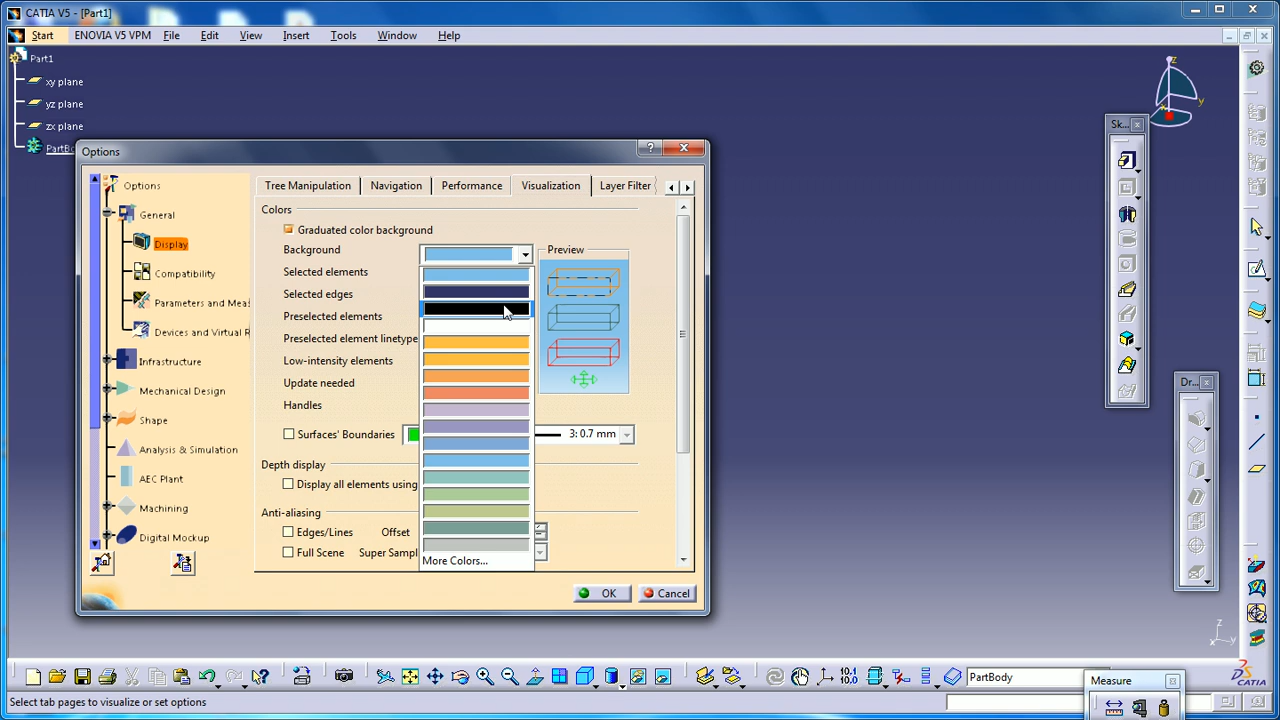 CATIA V5 - [Part1]
Start ENOVIA V5 VPM File Edit View Insert Tools Window Help
Part1
xy plane
yz plane
zx plane
PartBo
Options
Options
General
Display
Compatibility
Parameters and Mea
Devices and Virtual R
Infrastructure
Mechanical Design
Shape
Analysis & Simulation
AEC Plant
Machining
Digital Mockup
Tree Manipulation Navigation Performance Visualization Layer Filter
Colors
Graduated color background
Background
Selected elements
Selected edges
Preselected elements
Preselected element linetype
Low-intensity elements
Update needed
Handles
Preview
Surfaces' Boundaries 3: 0.7 mm
Depth display
Display all elements using
Anti-aliasing
Edges/Lines Offset
Full Scene Super Sampl
More Colors...
OK Cancel
Sk...
Dr...
z
y
z
x
10.1
PartBody
Measure
DS
CATIA
Select tab pages to visualize or set options